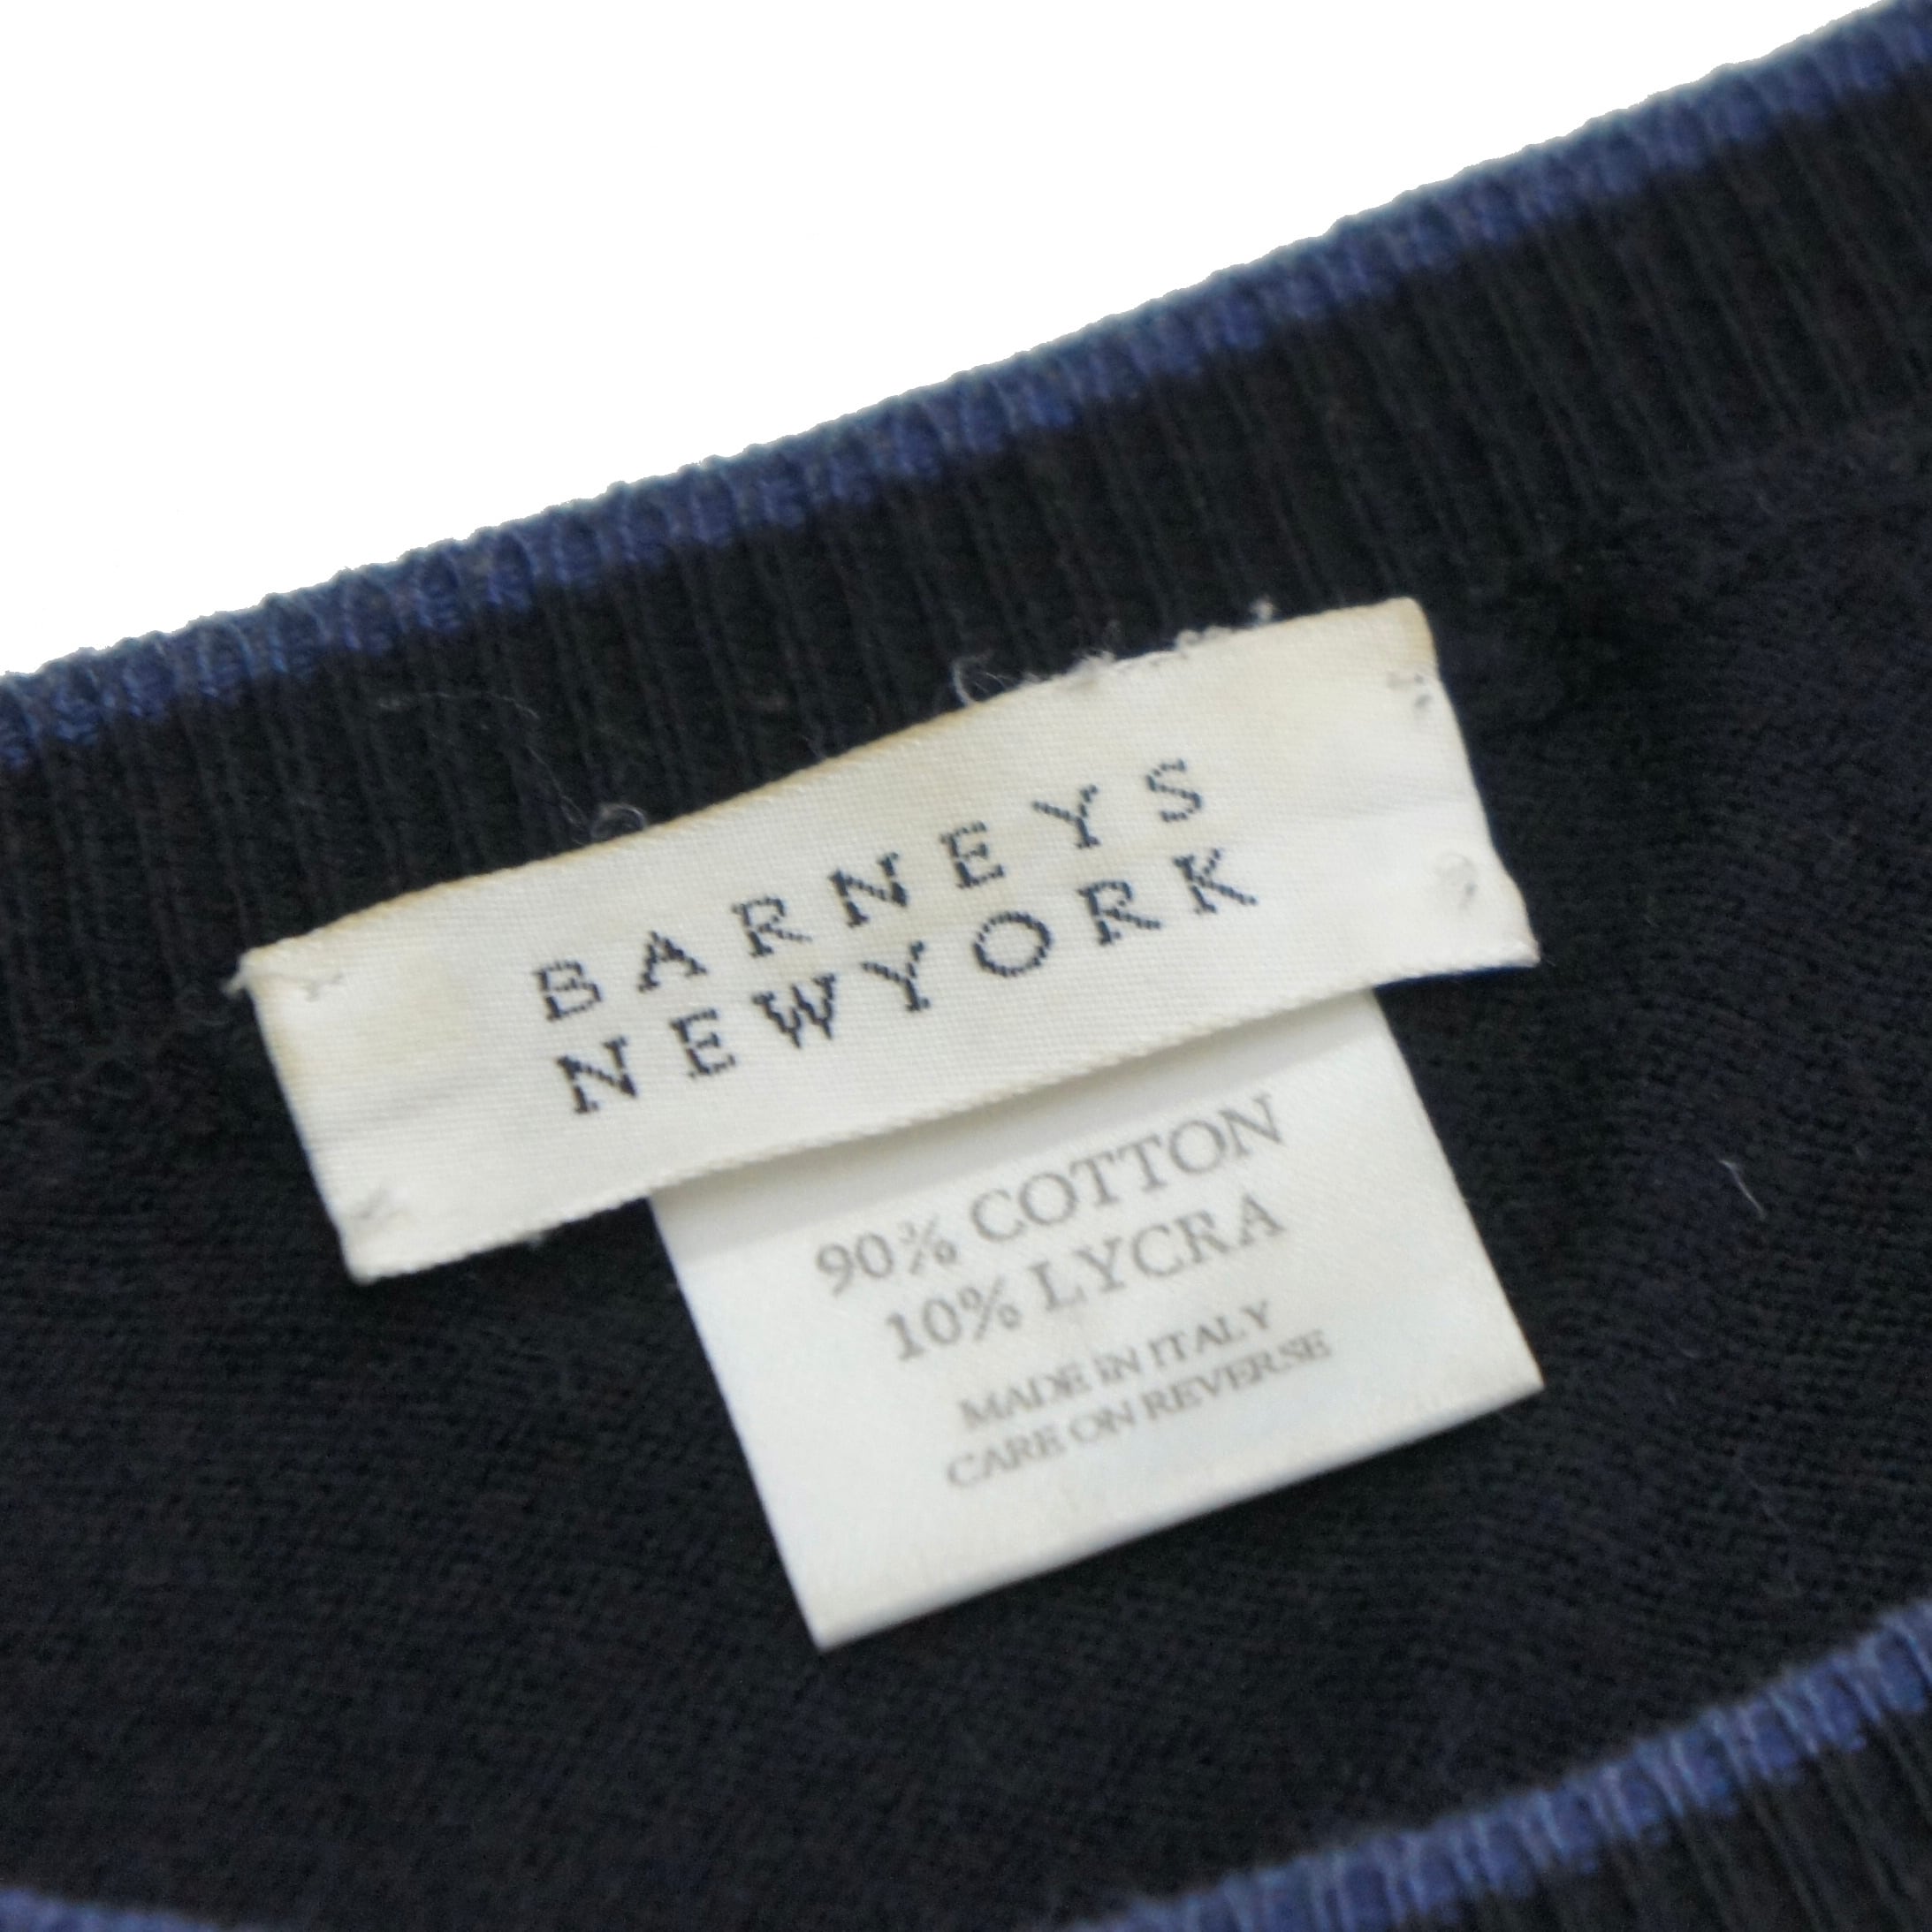 BARNEYS
NEWYORK
90% COTTON
10% LYCRA
MADE IN ITALY
CARE ON REVERSE